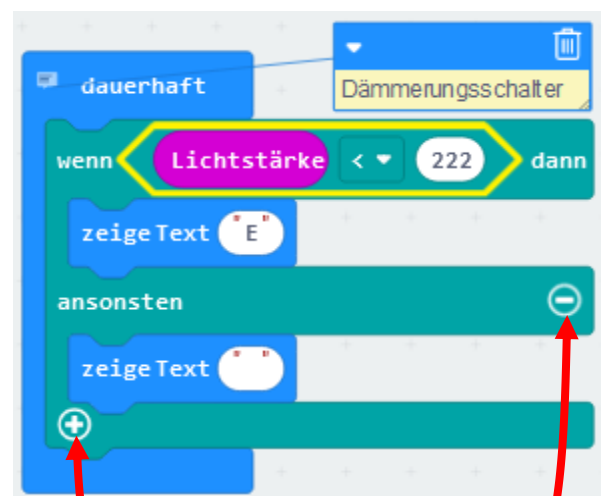 dauerhaft
Dämmerungsschalter
wenn Lichtstärke < 222 dann
zeige Text "E"
ansonsten
zeige Text " "